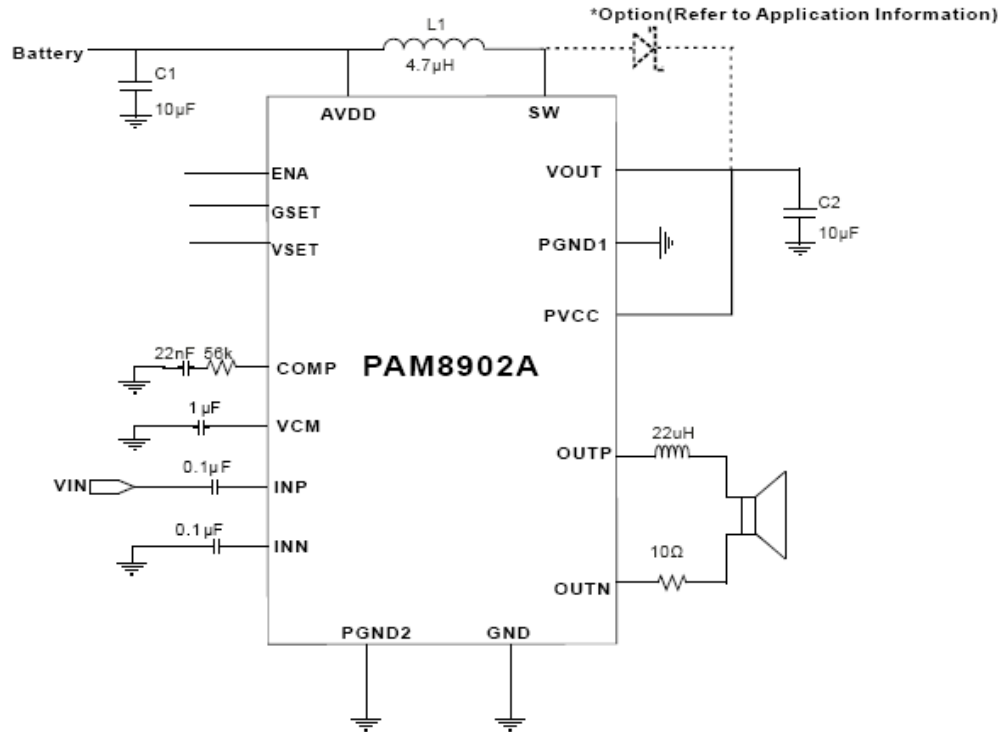 *Option(Refer to Application Information)
L1
Battery
4.7µH
C1
10µF
AVDD
SW
ENA
VOUT
GSET
C2
10µF
VSET
PGND1
PVCC
22nF 56k
COMP
PAM8902A
1µF
VCM
22uH
OUTP
0.1µF
VIN
INP
0.1µF
INN
10Ω
OUTN
PGND2
GND